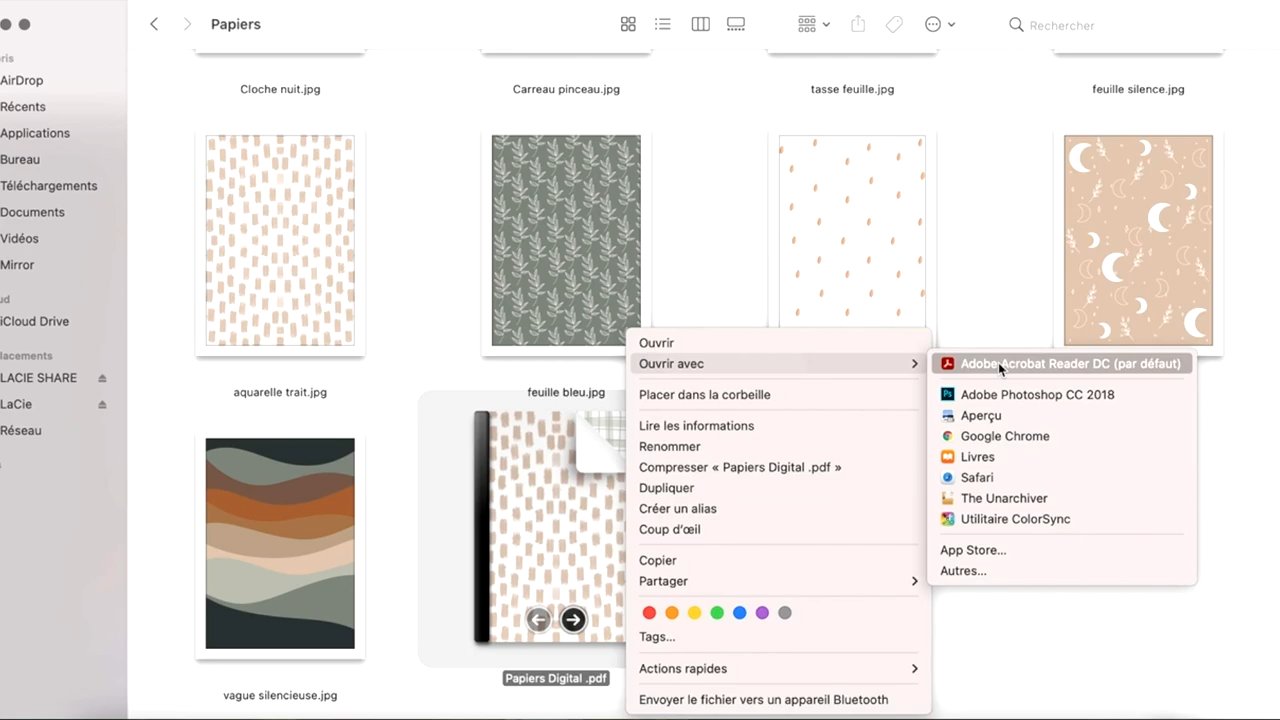 Papiers
Rechercher
oris
AirDrop
Récents
Applications
Bureau
Téléchargements
Documents
Vidéos
Mirror
ud
iCloud Drive
lacements
LACIE SHARE
LaCie
Réseau
Cloche nuit.jpg
Carreau pinceau.jpg
tasse feuille.jpg
feuille silence.jpg
aquarelle trait.jpg
feuille bleu.jpg
vague silencieuse.jpg
Papiers Digital .pdf
Ouvrir
Ouvrir avec
Placer dans la corbeille
Lire les informations
Renommer
Compresser « Papiers Digital .pdf »
Dupliquer
Créer un alias
Coup d’œil
Copier
Partager
Tags...
Actions rapides
Envoyer le fichier vers un appareil Bluetooth
Adobe Acrobat Reader DC (par défaut)
Ps Adobe Photoshop CC 2018
Aperçu
Google Chrome
Livres
Safari
The Unarchiver
Utilitaire ColorSync
App Store...
Autres...